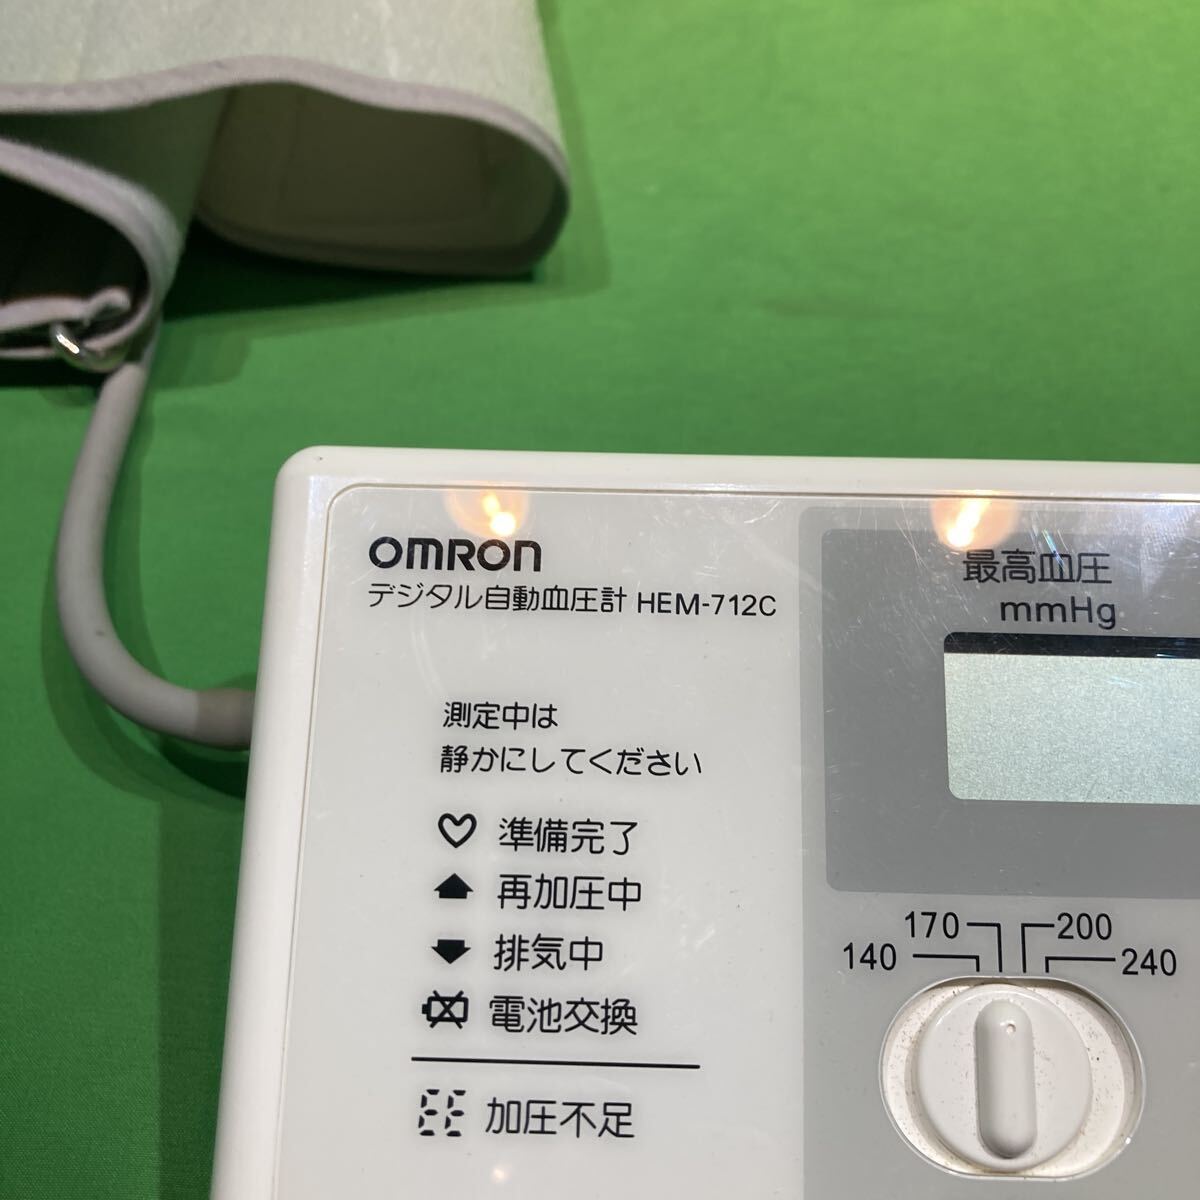 OMRON
デジタル自動血圧計 HEM-712C
最高血圧
mmHg
測定中は
静かにしてください
準備完了
再加圧中
排気中
電池交換
EE 加圧不足
170 200
140 240